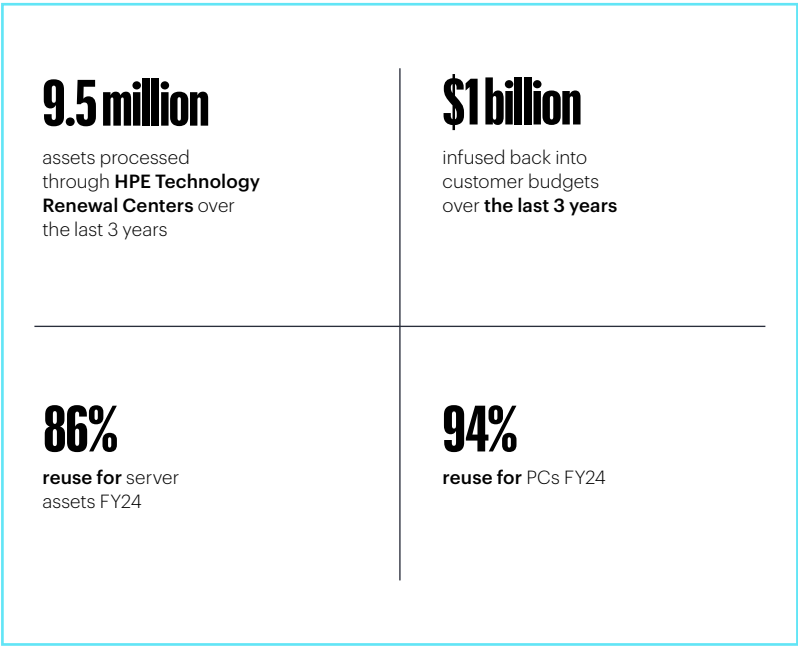 9.5 million
assets processed
through HPE Technology
Renewal Centers over
the last 3 years
$1 billion
infused back into
customer budgets
over the last 3 years
86%
reuse for server
assets FY24
94%
reuse for PCs FY24